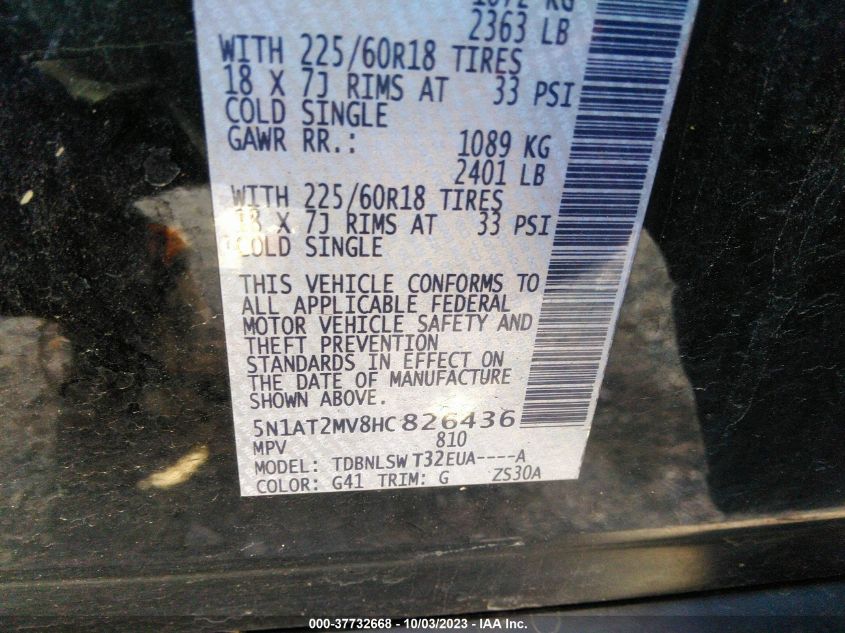 2363 LB
WITH 225/60R18 TIRES
18 X 7J RIMS AT 33 PSI
COLD SINGLE
GAWR RR.: 1089 KG
2401 LB
WITH 225/60R18 TIRES
18 X 7J RIMS AT 33 PSI
COLD SINGLE
THIS VEHICLE CONFORMS TO
ALL APPLICABLE FEDERAL
MOTOR VEHICLE SAFETY AND
THEFT PREVENTION
STANDARDS IN EFFECT ON
THE DATE OF MANUFACTURE
SHOWN ABOVE.
5N1AT2MV8HC826436
MPV 810
MODEL: TDBNLSW T32EUA----A
COLOR: G41 TRIM: G ZS30A
000-37732668 - 10/03/2023 - IAA Inc.